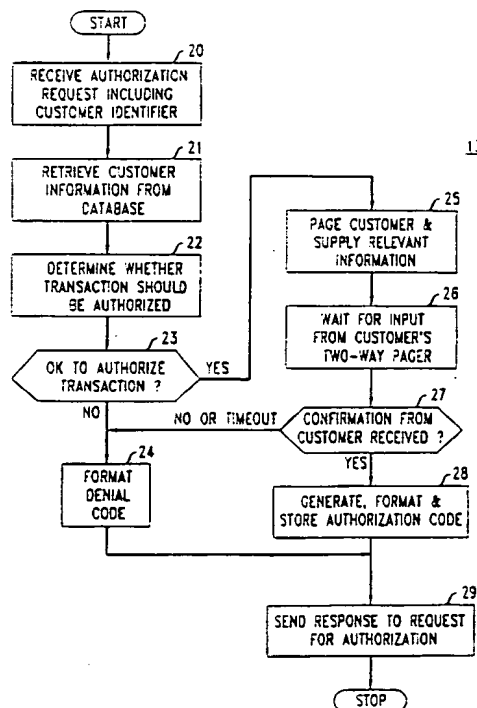 START
20
RECEIVE AUTHORIZATION
REQUEST INCLUDING
CUSTOMER IDENTIFIER
21
RETRIEVE CUSTOMER
INFORMATION FROM
DATABASE
22
DETERMINE WHETHER
TRANSACTION SHOULD
BE AUTHORIZED
23
OK TO AUTHORIZE
TRANSACTION ?
YES
NO
24
FORMAT
DENIAL
CODE
25
PAGE CUSTOMER &
SUPPLY RELEVANT
INFORMATION
26
WAIT FOR INPUT
FROM CUSTOMER'S
TWO-WAY PAGER
27
CONFIRMATION FROM
CUSTOMER RECEIVED ?
NO OR TIMEOUT
YES
28
GENERATE, FORMAT &
STORE AUTHORIZATION CODE
29
SEND RESPONSE TO REQUEST
FOR AUTHORIZATION
STOP